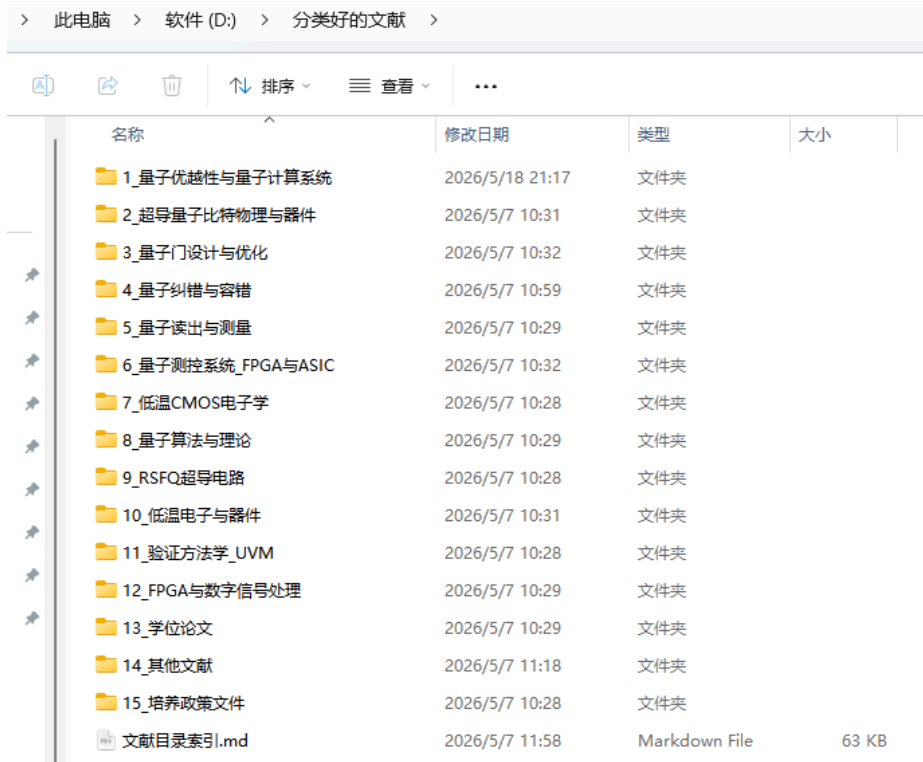 此电脑 > 软件 (D:) > 分类好的文献 >
排序 查看 ...
名称 修改日期 类型 大小
1_量子优越性与量子计算系统 2026/5/18 21:17 文件夹
2_超导量子比特物理与器件 2026/5/7 10:31 文件夹
3_量子门设计与优化 2026/5/7 10:32 文件夹
4_量子纠错与容错 2026/5/7 10:59 文件夹
5_量子读出与测量 2026/5/7 10:29 文件夹
6_量子测控系统_FPGA与ASIC 2026/5/7 10:32 文件夹
7_低温CMOS电子学 2026/5/7 10:28 文件夹
8_量子算法与理论 2026/5/7 10:29 文件夹
9_RSFQ超导电路 2026/5/7 10:28 文件夹
10_低温电子与器件 2026/5/7 10:31 文件夹
11_验证方法学_UVM 2026/5/7 10:28 文件夹
12_FPGA与数字信号处理 2026/5/7 10:29 文件夹
13_学位论文 2026/5/7 10:29 文件夹
14_其他文献 2026/5/7 11:18 文件夹
15_培养政策文件 2026/5/7 10:28 文件夹
文献目录索引.md 2026/5/7 11:58 Markdown File 63 KB